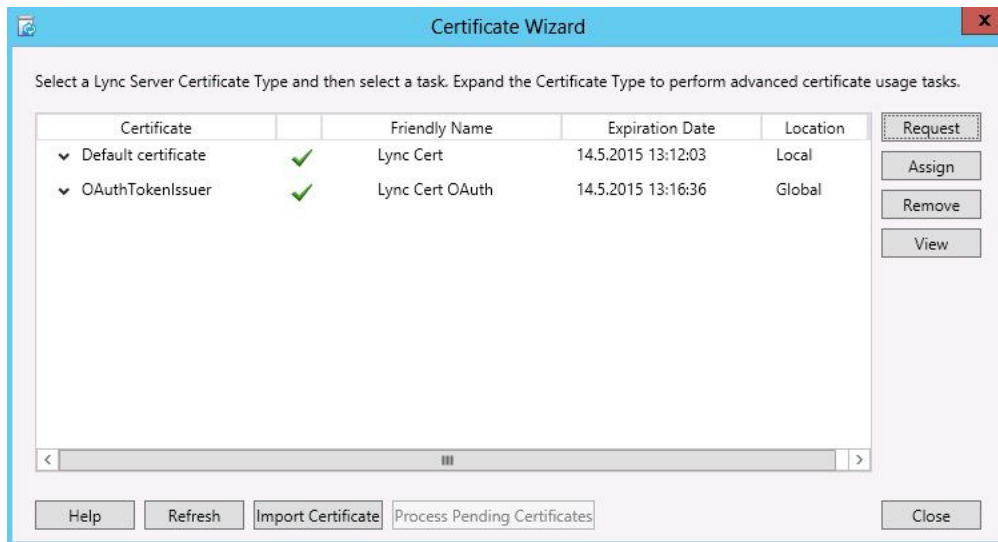 Certificate Wizard
x
Select a Lync Server Certificate Type and then select a task. Expand the Certificate Type to perform advanced certificate usage tasks.
Certificate Friendly Name Expiration Date Location
Default certificate Lync Cert 14.5.2015 13:12:03 Local
OAuthTokenIssuer Lync Cert OAuth 14.5.2015 13:16:36 Global
Request
Assign
Remove
View
Help Refresh Import Certificate Process Pending Certificates Close